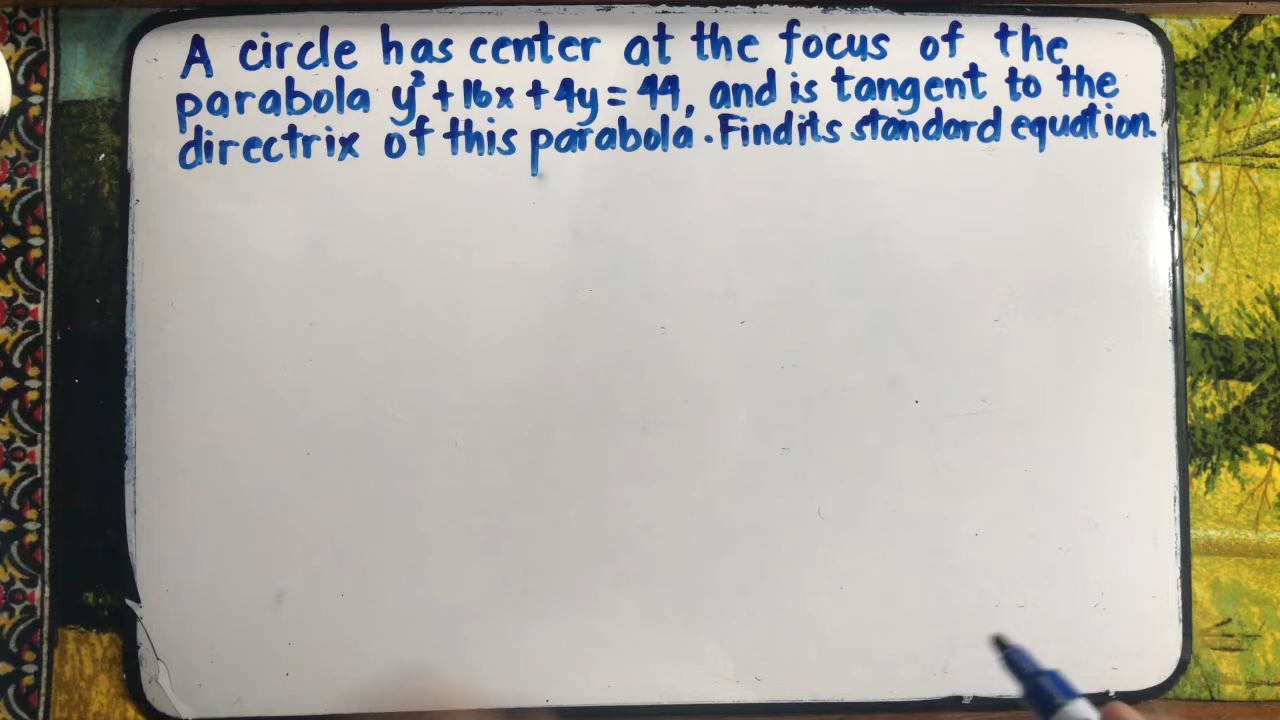 A circle has center at the focus of the
parabola y²+16x+4y=44, and is tangent to the
directrix of this parabola. Find its standard equation.